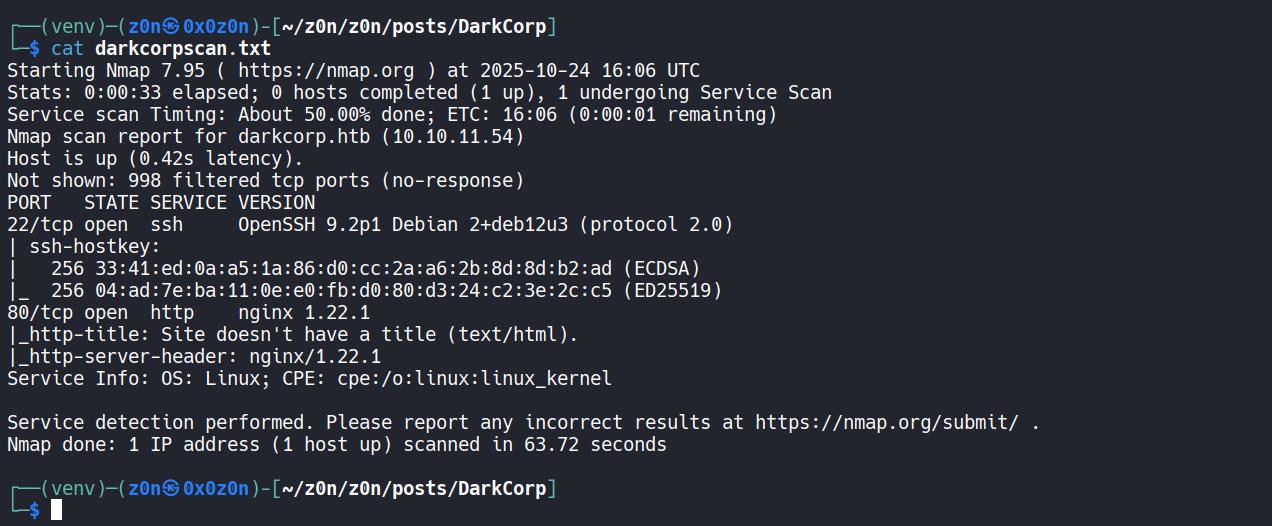 ┌──(venv)─(z0n㉿0x0z0n)-[~/z0n/z0n/posts/DarkCorp]
└─$ cat darkcorpscan.txt
Starting Nmap 7.95 ( https://nmap.org ) at 2025-10-24 16:06 UTC
Stats: 0:00:33 elapsed; 0 hosts completed (1 up), 1 undergoing Service Scan
Service scan Timing: About 50.00% done; ETC: 16:06 (0:00:01 remaining)
Nmap scan report for darkcorp.htb (10.10.11.54)
Host is up (0.42s latency).
Not shown: 998 filtered tcp ports (no-response)
PORT   STATE SERVICE VERSION
22/tcp open  ssh     OpenSSH 9.2p1 Debian 2+deb12u3 (protocol 2.0)
| ssh-hostkey:
|   256 33:41:ed:0a:a5:1a:86:d0:cc:2a:a6:2b:8d:8d:b2:ad (ECDSA)
|_  256 04:ad:7e:ba:11:0e:e0:fb:d0:80:d3:24:c2:3e:2c:c5 (ED25519)
80/tcp open  http    nginx 1.22.1
|_http-title: Site doesn't have a title (text/html).
|_http-server-header: nginx/1.22.1
Service Info: OS: Linux; CPE: cpe:/o:linux:linux_kernel

Service detection performed. Please report any incorrect results at https://nmap.org/submit/ .
Nmap done: 1 IP address (1 host up) scanned in 63.72 seconds

┌──(venv)─(z0n㉿0x0z0n)-[~/z0n/z0n/posts/DarkCorp]
└─$